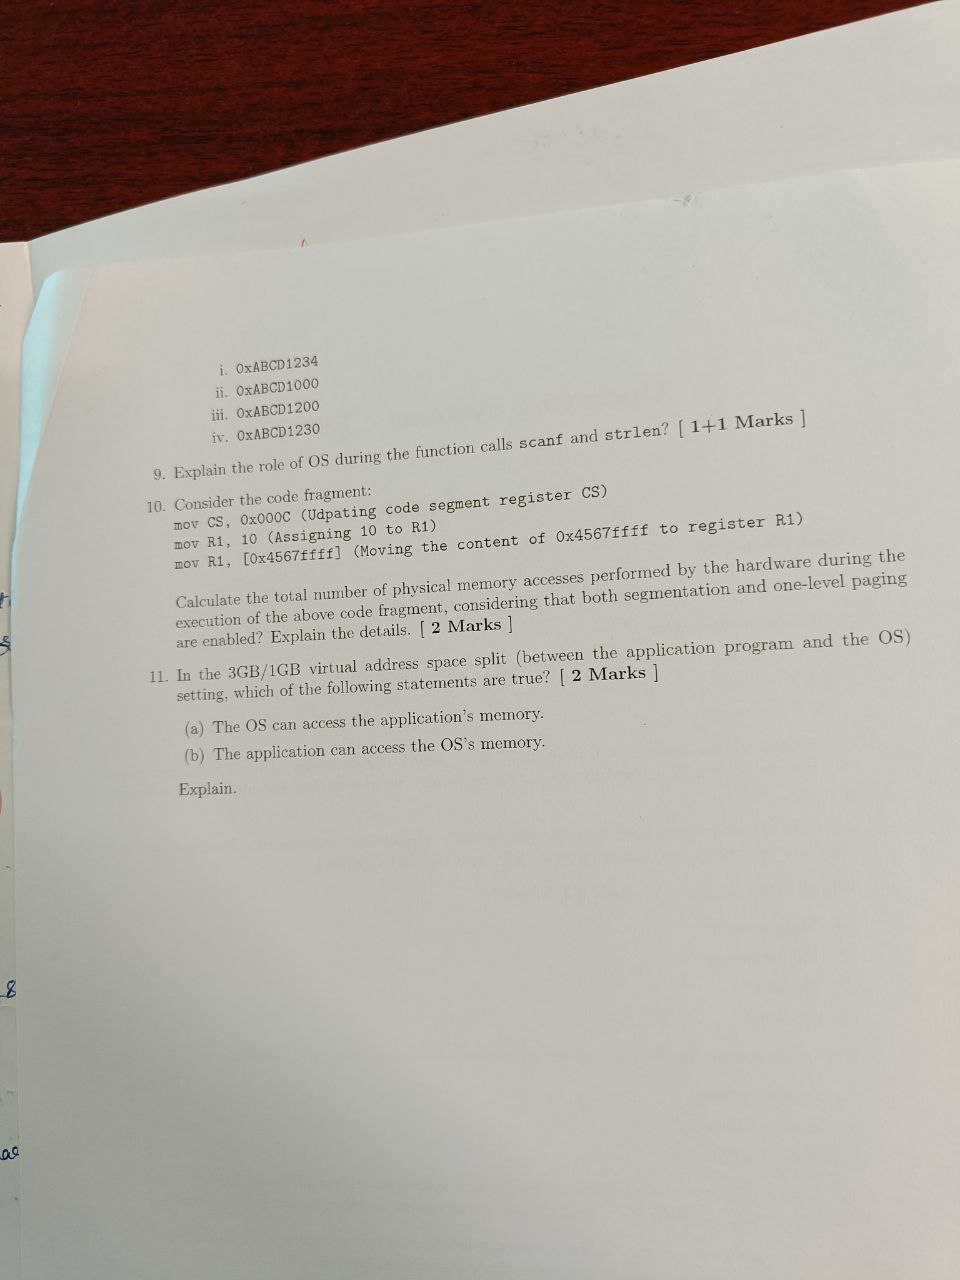 i. 0xABCD1234
ii. 0xABCD1000
iii. 0xABCD1200
iv. 0xABCD1230
9. Explain the role of OS during the function calls scanf and strlen? [ 1+1 Marks ]
10. Consider the code fragment:
mov CS, 0x000C (Udpating code segment register CS)
mov R1, 10 (Assigning 10 to R1)
mov R1, [0x4567ffff] (Moving the content of 0x4567ffff to register R1)
Calculate the total number of physical memory accesses performed by the hardware during the
execution of the above code fragment, considering that both segmentation and one-level paging
are enabled? Explain the details. [ 2 Marks ]
11. In the 3GB/1GB virtual address space split (between the application program and the OS)
setting, which of the following statements are true? [ 2 Marks ]
(a) The OS can access the application's memory.
(b) The application can access the OS's memory.
Explain.
8